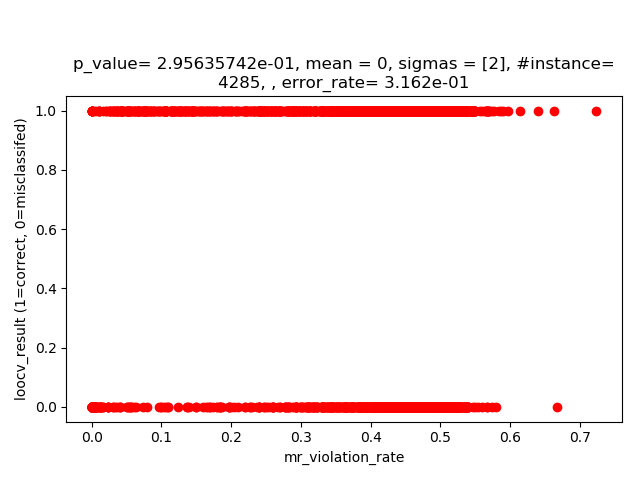 p_value= 2.95635742e-01, mean = 0, sigmas = [2], #instance=
4285, , error_rate= 3.162e-01
1.0
0.8
0.6
0.4
0.2
0.0
loocv_result (1=correct, 0=misclassifed)
0.0 0.1 0.2 0.3 0.4 0.5 0.6 0.7
mr_violation_rate